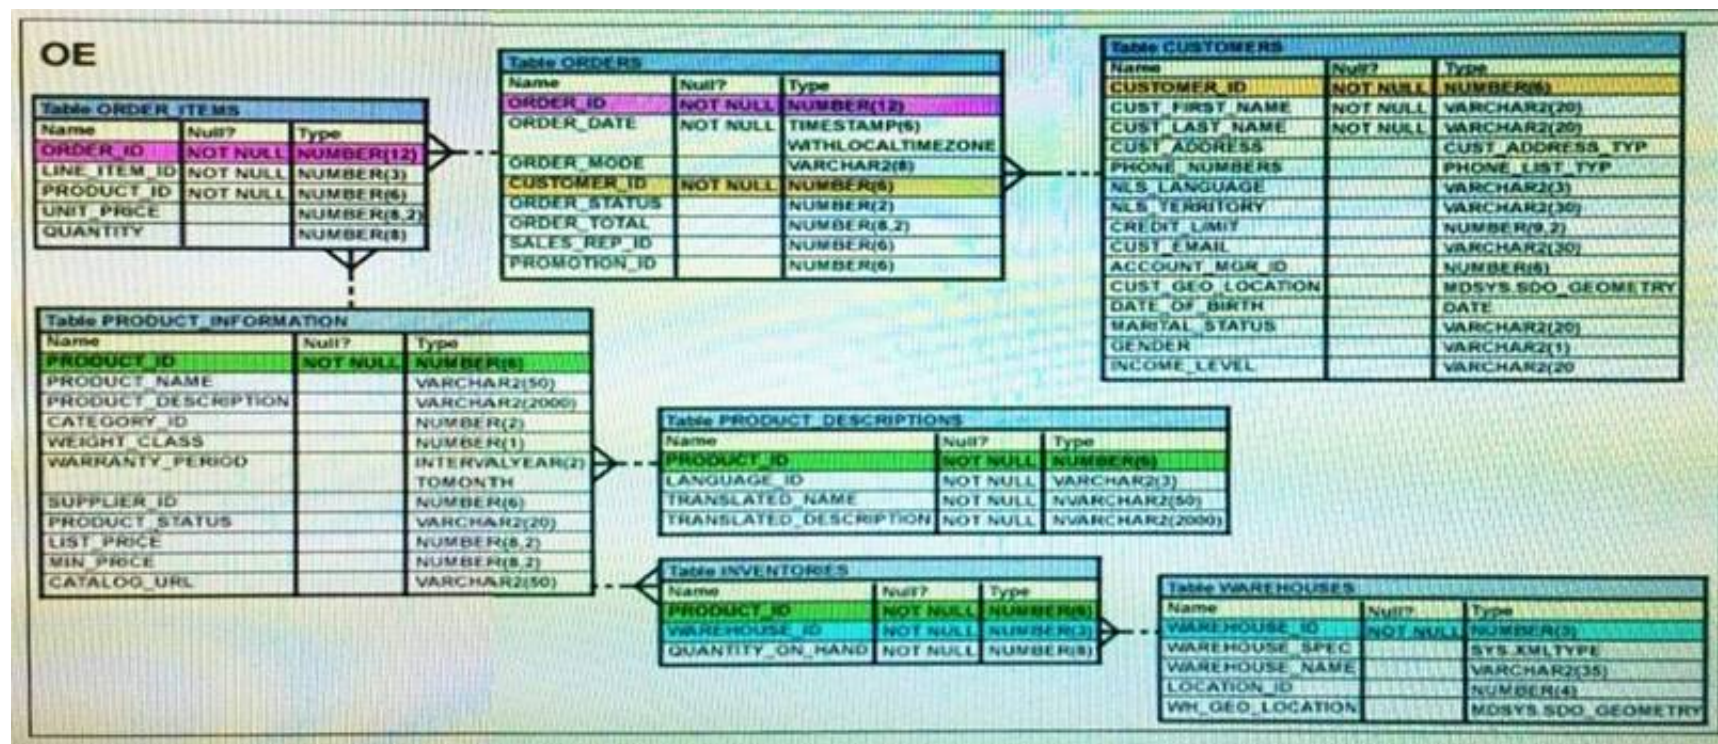 OE
Table ORDER_ITEMS
Name Null? Type
ORDER_ID NOT NULL NUMBER(12)
LINE_ITEM_ID NOT NULL NUMBER(3)
PRODUCT_ID NOT NULL NUMBER(6)
UNIT_PRICE NUMBER(8,2)
QUANTITY NUMBER(8)
Table ORDERS
Name Null? Type
ORDER_ID NOT NULL NUMBER(12)
ORDER_DATE NOT NULL TIMESTAMP(6)
WITHLOCALTIMEZONE
ORDER_MODE VARCHAR2(8)
CUSTOMER_ID NOT NULL NUMBER(6)
ORDER_STATUS NUMBER(2)
ORDER_TOTAL NUMBER(8,2)
SALES_REP_ID NUMBER(6)
PROMOTION_ID NUMBER(6)
Table CUSTOMERS
Name Null? Type
CUSTOMER_ID NOT NULL NUMBER(6)
CUST_FIRST_NAME NOT NULL VARCHAR2(20)
CUST_LAST_NAME NOT NULL VARCHAR2(20)
CUST_ADDRESS CUST_ADDRESS_TYP
PHONE_NUMBERS PHONE_LIST_TYP
NLS_LANGUAGE VARCHAR2(3)
NLS_TERRITORY VARCHAR2(30)
CREDIT_LIMIT NUMBER(9,2)
CUST_EMAIL VARCHAR2(30)
ACCOUNT_MGR_ID NUMBER(6)
CUST_GEO_LOCATION MDSYS.SDO_GEOMETRY
DATE_OF_BIRTH DATE
MARITAL_STATUS VARCHAR2(20)
GENDER VARCHAR2(1)
INCOME_LEVEL VARCHAR2(20
Table PRODUCT_INFORMATION
Name Null? Type
PRODUCT_ID NOT NULL NUMBER(6)
PRODUCT_NAME VARCHAR2(50)
PRODUCT_DESCRIPTION VARCHAR2(2000)
CATEGORY_ID NUMBER(2)
WEIGHT_CLASS NUMBER(1)
WARRANTY_PERIOD INTERVALYEAR(2)
TOMONTH
SUPPLIER_ID NUMBER(6)
PRODUCT_STATUS VARCHAR2(20)
LIST_PRICE NUMBER(8,2)
MIN_PRICE NUMBER(8,2)
CATALOG_URL VARCHAR2(50)
Table PRODUCT_DESCRIPTIONS
Name Null? Type
PRODUCT_ID NOT NULL NUMBER(6)
LANGUAGE_ID NOT NULL VARCHAR2(3)
TRANSLATED_NAME NOT NULL NVARCHAR2(50)
TRANSLATED_DESCRIPTION NOT NULL NVARCHAR2(2000)
Table INVENTORIES
Name Null? Type
PRODUCT_ID NOT NULL NUMBER(6)
WAREHOUSE_ID NOT NULL NUMBER(3)
QUANTITY_ON_HAND NOT NULL NUMBER(8)
Table WAREHOUSES
Name Null? Type
WAREHOUSE_ID NOT NULL NUMBER(3)
WAREHOUSE_SPEC SYS.XMLTYPE
WAREHOUSE_NAME VARCHAR2(35)
LOCATION_ID NUMBER(4)
WH_GEO_LOCATION MDSYS.SDO_GEOMETRY